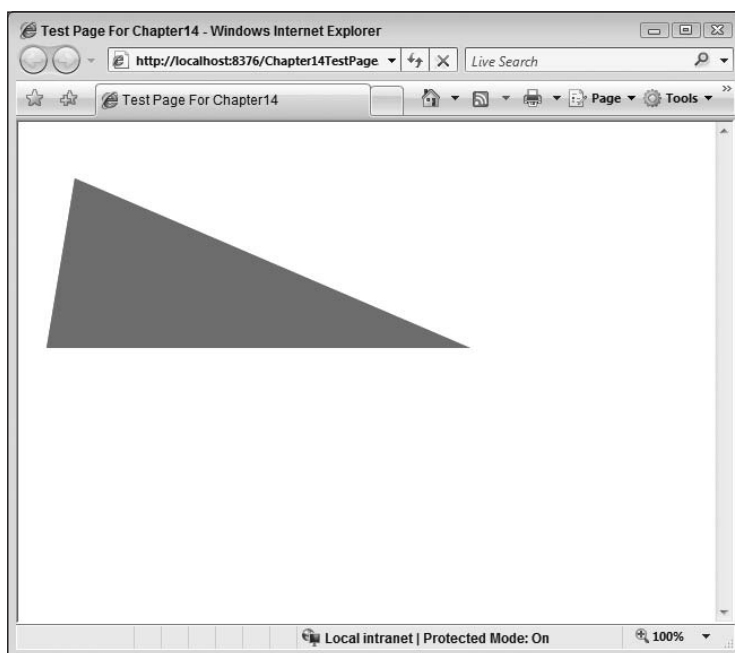 Test Page For Chapter14 - Windows Internet Explorer
http://localhost:8376/Chapter14TestPage
Live Search
Test Page For Chapter14
Page
Tools
Local intranet | Protected Mode: On
100%